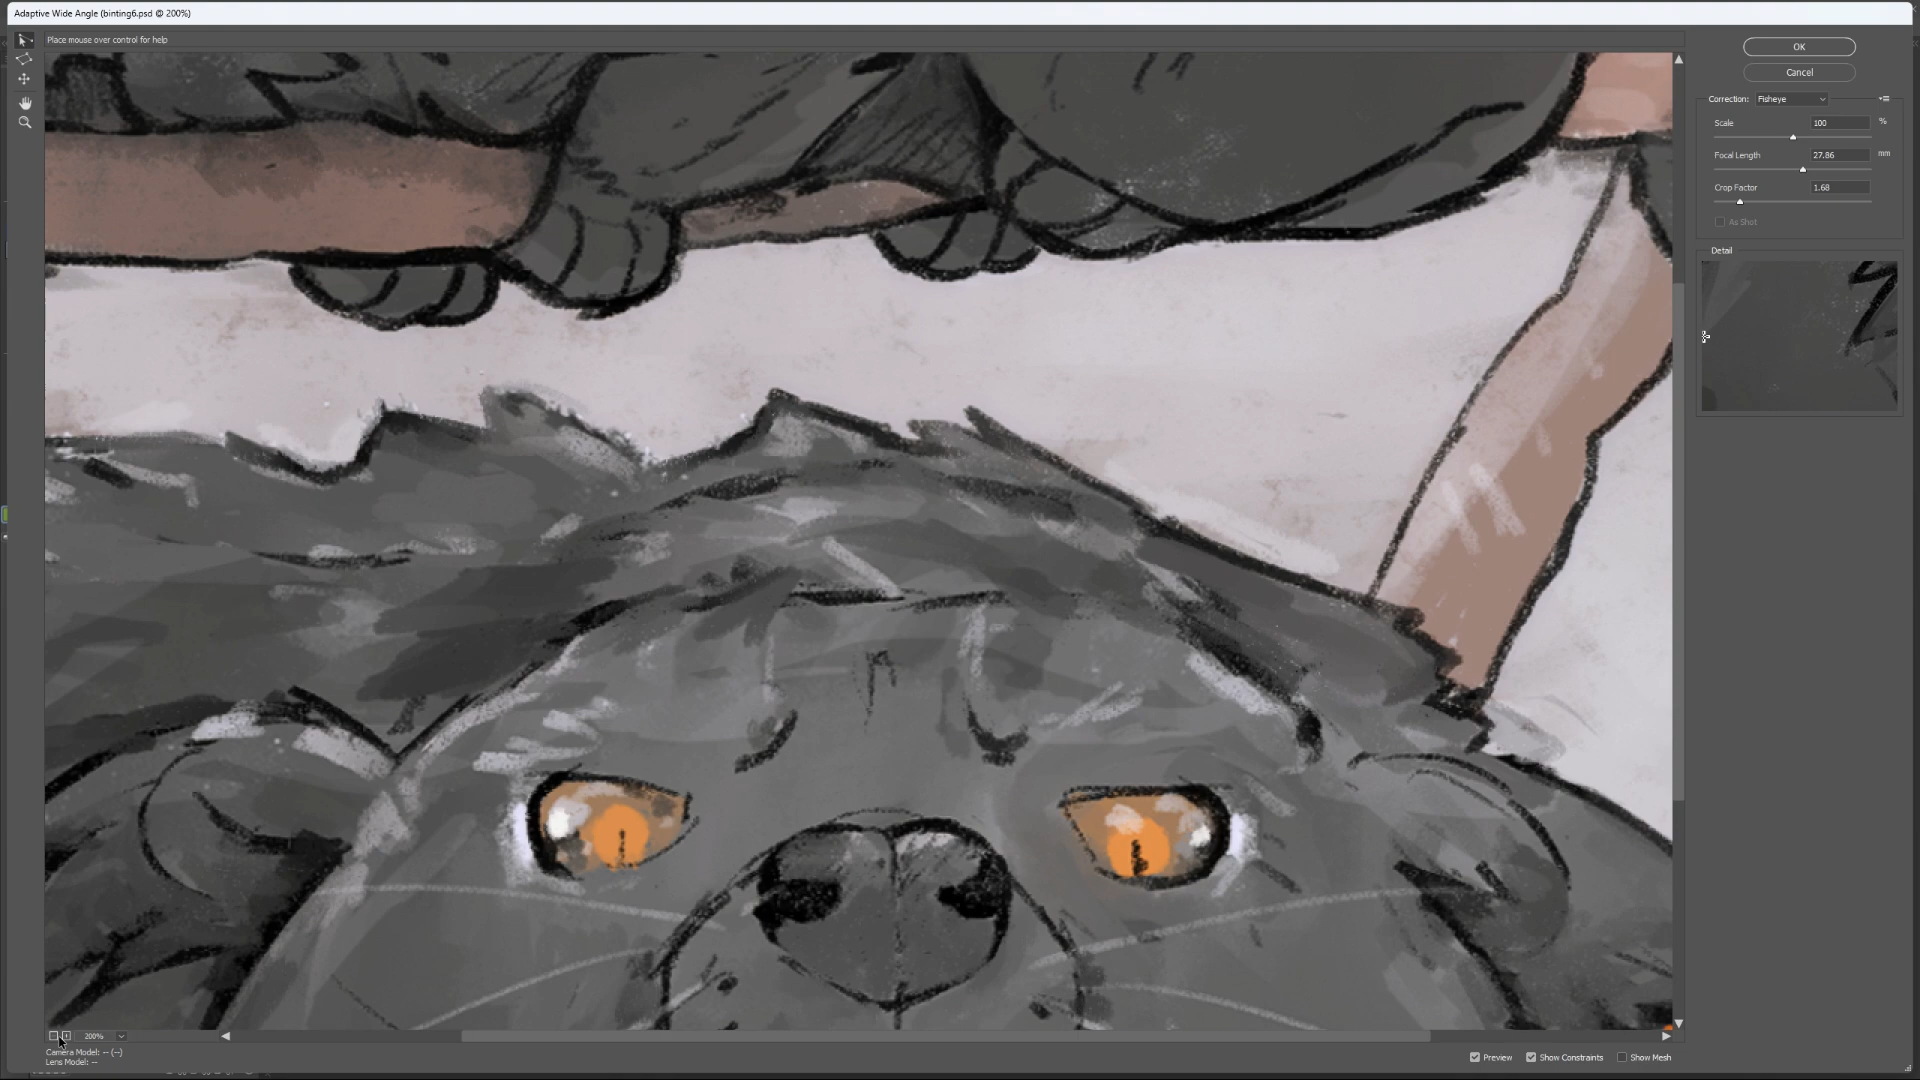 Adaptive Wide Angle (binting6.psd @ 200%)
Place mouse over control for help
OK
Cancel
Correction: Fisheye
Scale 100 %
Focal Length 27.86 mm
Crop Factor 1.68
As Shot
Detail
200%
Camera Model: -- (--)
Lens Model: --
Preview Show Constraints Show Mesh